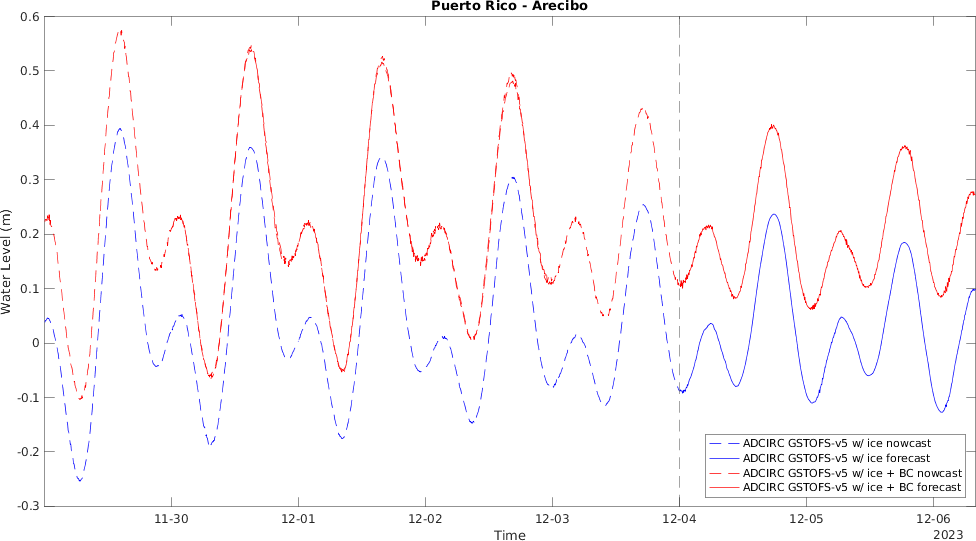 Puerto Rico - Arecibo
0.6
0.5
0.4
0.3
0.2
0.1
0
-0.1
-0.2
-0.3
Water Level (m)
11-30
12-01
12-02
12-03
12-04
12-05
12-06
Time
2023
ADCIRC GSTOFS-v5 w/ ice nowcast
ADCIRC GSTOFS-v5 w/ ice forecast
ADCIRC GSTOFS-v5 w/ ice + BC nowcast
ADCIRC GSTOFS-v5 w/ ice + BC forecast